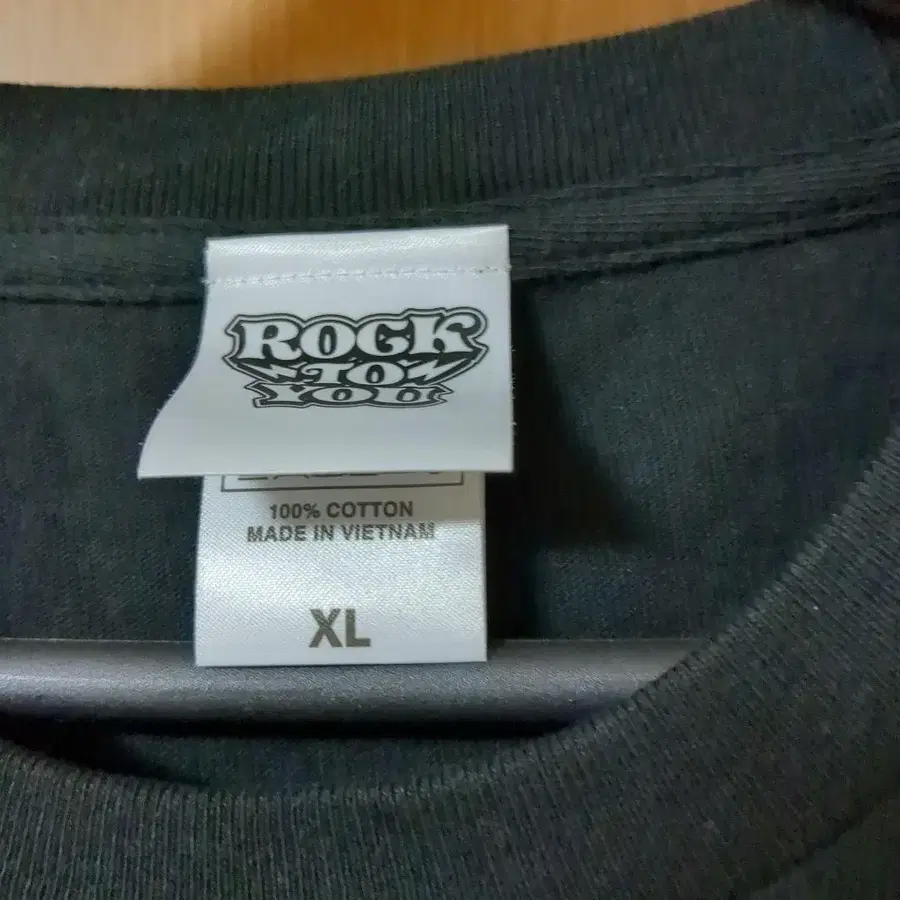 ROCK
TO
YOU
100% COTTON
MADE IN VIETNAM
XL